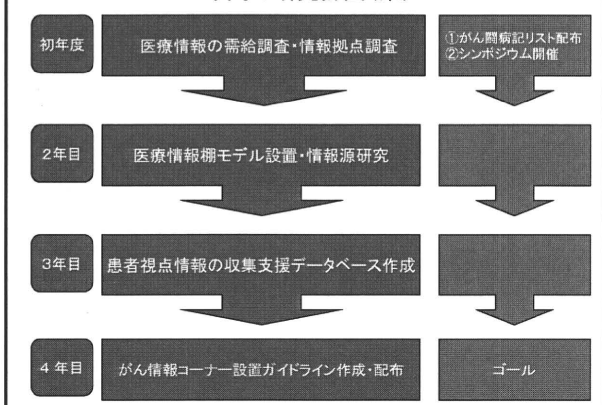 初年度
医療情報の需給調査・情報拠点調査
①がん闘病記リスト配布
②シンポジウム開催
2年目
医療情報棚モデル設置・情報源研究
3年目
患者視点情報の収集支援データベース作成
4年目
がん情報コーナー設置ガイドライン作成・配布
ゴール